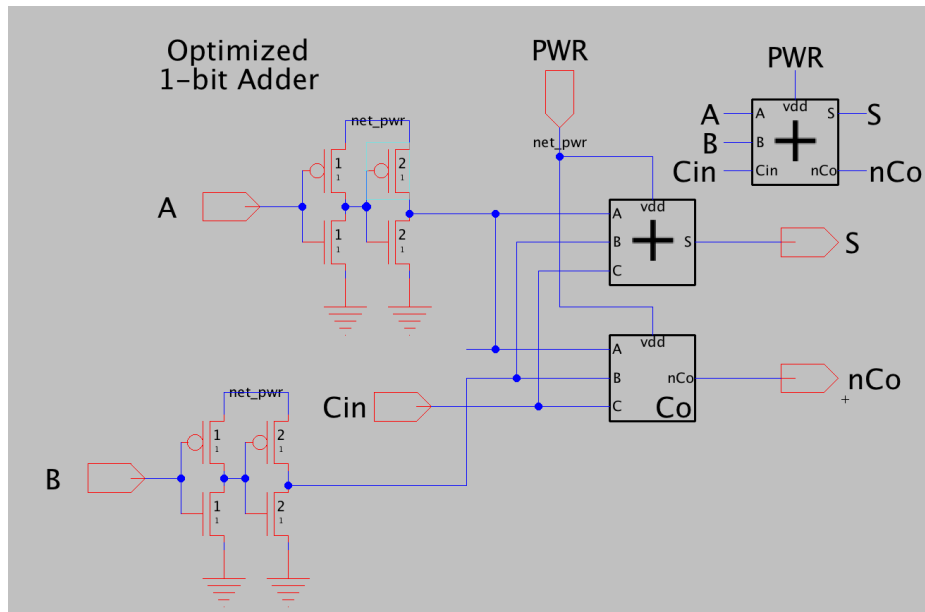 Optimized
1-bit Adder
PWR
PWR
net_pwr
net_pwr
vdd
A
A
S
S
B
B
Cin
Cin
nCo
nCo
1
1
2
1
A
1
1
2
1
vdd
A
B
S
C
S
vdd
A
B
nCo
C
Co
nCo
Cin
net_pwr
1
1
2
1
B
1
1
2
1